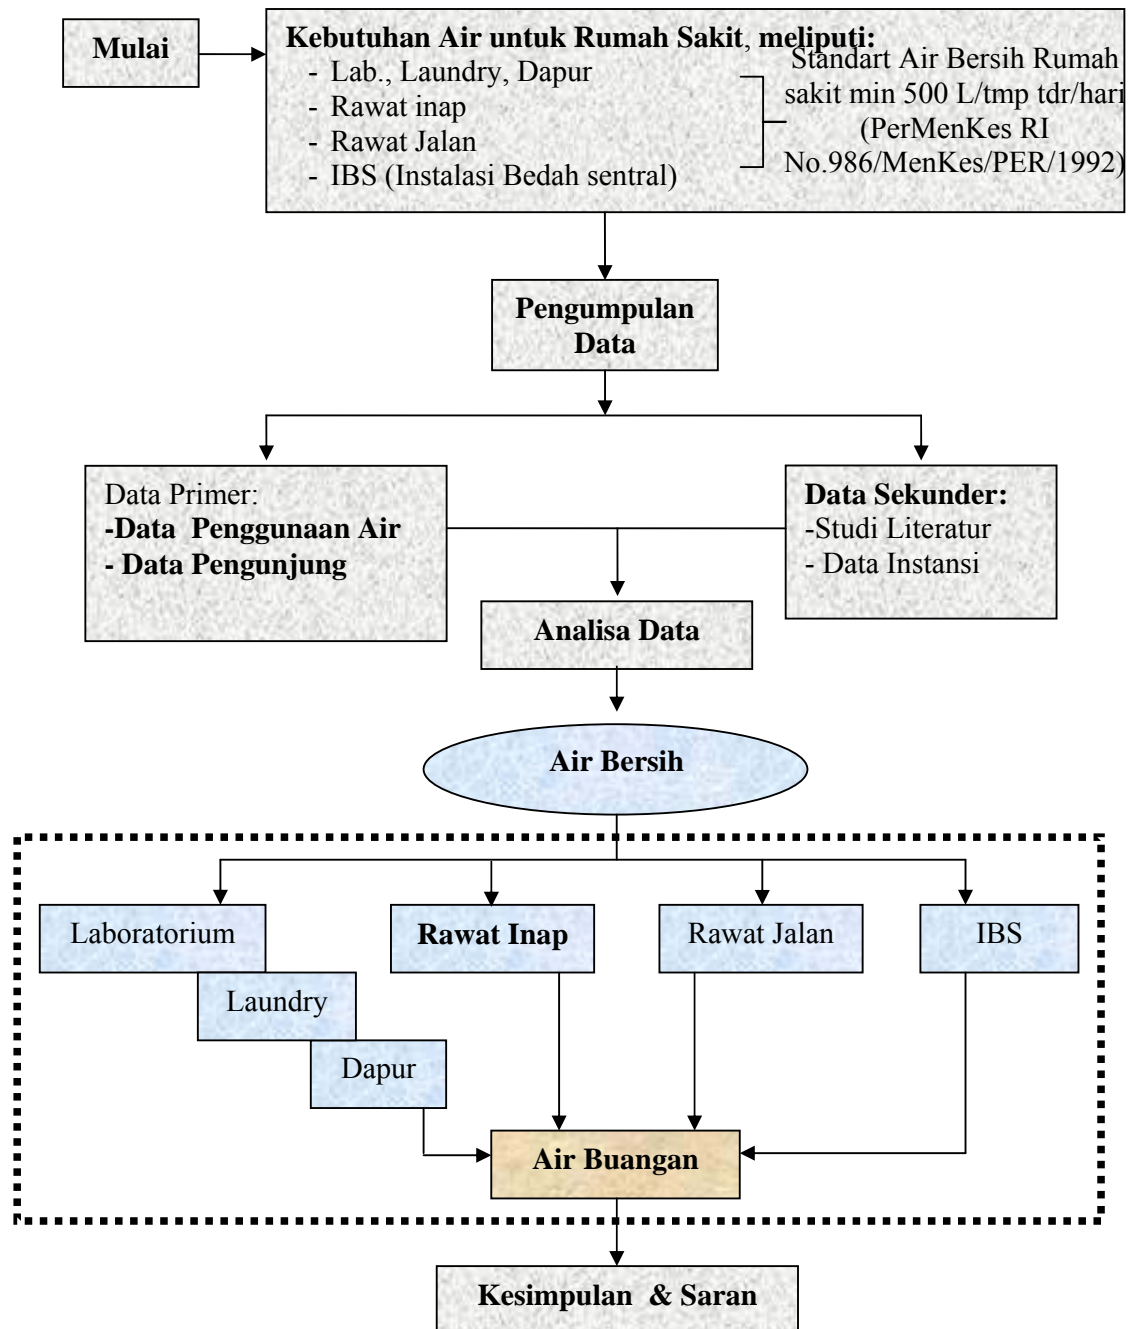 Mulai
Kebutuhan Air untuk Rumah Sakit, meliputi:
- Lab., Laundry, Dapur
- Rawat inap
- Rawat Jalan
- IBS (Instalasi Bedah sentral)
Standart Air Bersih Rumah
sakit min 500 L/tmp tdr/hari
(PerMenKes RI
No.986/MenKes/PER/1992)
Pengumpulan
Data
Data Primer:
-Data Penggunaan Air
- Data Pengunjung
Data Sekunder:
-Studi Literatur
- Data Instansi
Analisa Data
Air Bersih
Laboratorium
Rawat Inap
Rawat Jalan
IBS
Laundry
Dapur
Air Buangan
Kesimpulan & Saran